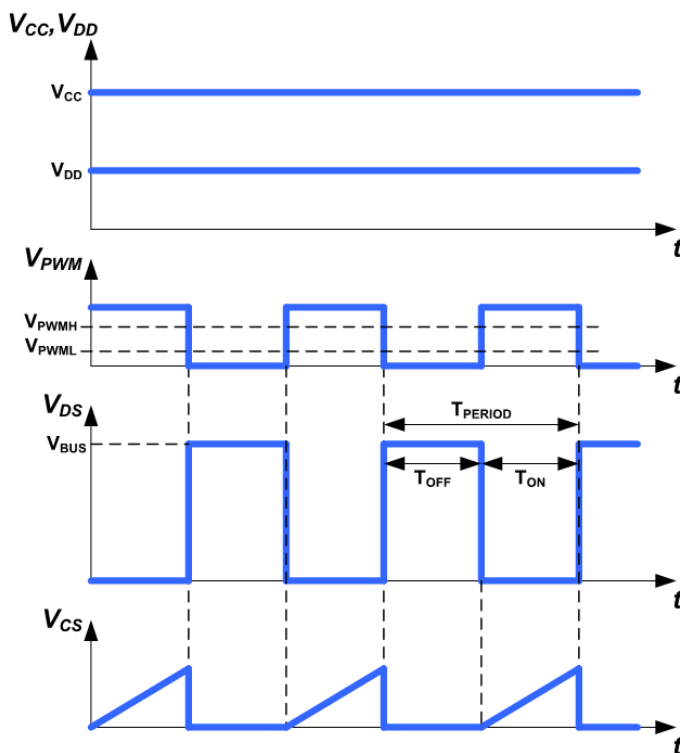 VCC, VDD
VCC
VDD
t
VPWM
VPWMH
VPWML
t
VDS
TPERIOD
VBUS
TOFF
TON
t
VCS
t